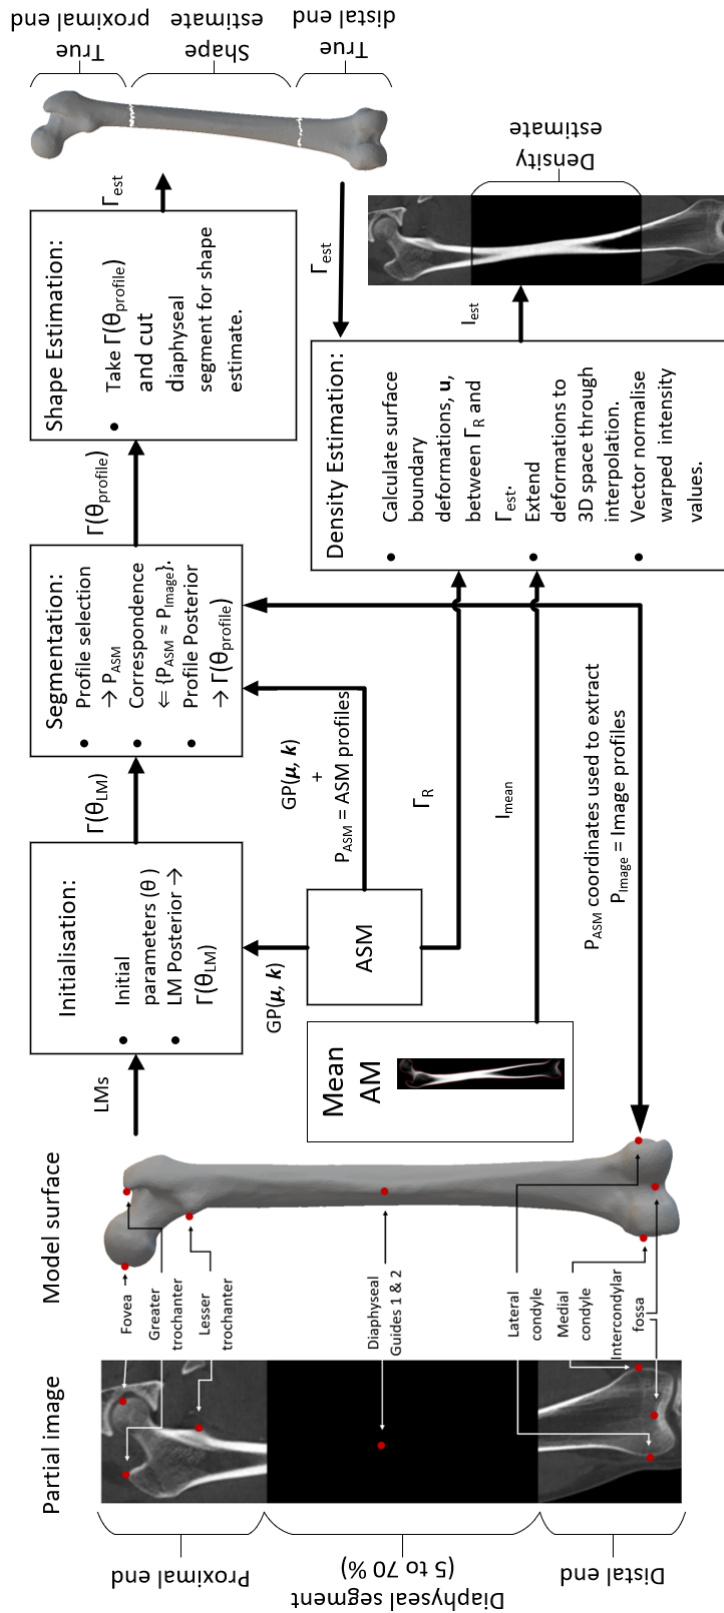 Partial image
Model surface
Proximal end
Diaphyseal segment
(5 to 70 %)
Distal end
Fovea
Greater
trochanter
Lesser
trochanter
Diaphyseal
Guides 1 & 2
Lateral
condyle
Medial
condyle
Intercondylar
fossa
LMs
Initialisation:
• Initial
parameters (θ)
• LM Posterior →
Γ(θLM)
Γ(θLM)
Segmentation:
• Profile selection
→ PASM
• Correspondence
⇐ {PASM ≈ PImage}.
• Profile Posterior
→ Γ(θprofile)
Γ(θprofile)
Shape Estimation:
• Take Γ(θprofile)
and cut
diaphyseal
segment for shape
estimate.
Γest
True
proximal end
Shape
estimate
True
distal end
Mean
AM
ASM
GP(μ, k)
GP(μ, k)
+
PASM = ASM profiles
ΓR
Imean
PASM coordinates used to extract
PImage = Image profiles
Γest
Density Estimation:
• Calculate surface
boundary
deformations, u,
between ΓR and
Γest.
• Extend
deformations to
3D space through
interpolation.
• Vector normalise
warped intensity
values.
Iest
Density
estimate